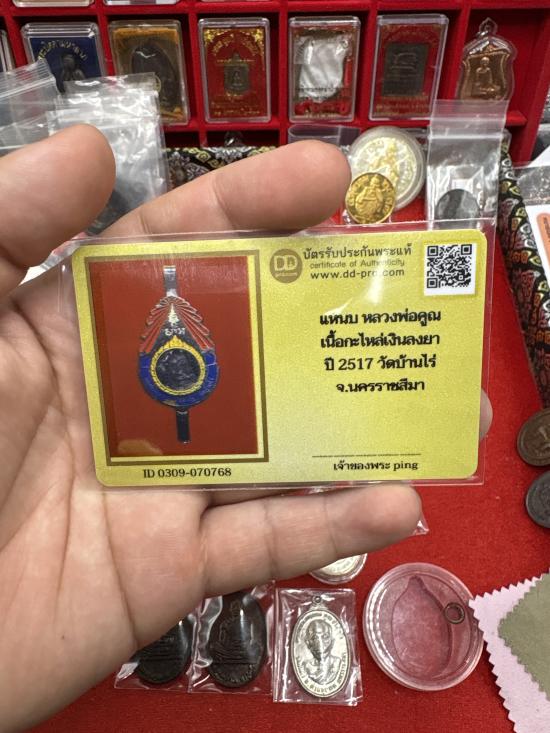 บัตรรับประกันพระแท้
DD
certificate of Authenticity
www.dd-pra.com
แหนบ หลวงพ่อคูณ
เนื้อกะไหล่เงินลงยา
ปี 2517 วัดบ้านไร่
จ.นครราชสีมา
เจ้าของพระ ping
ID 0309-070768